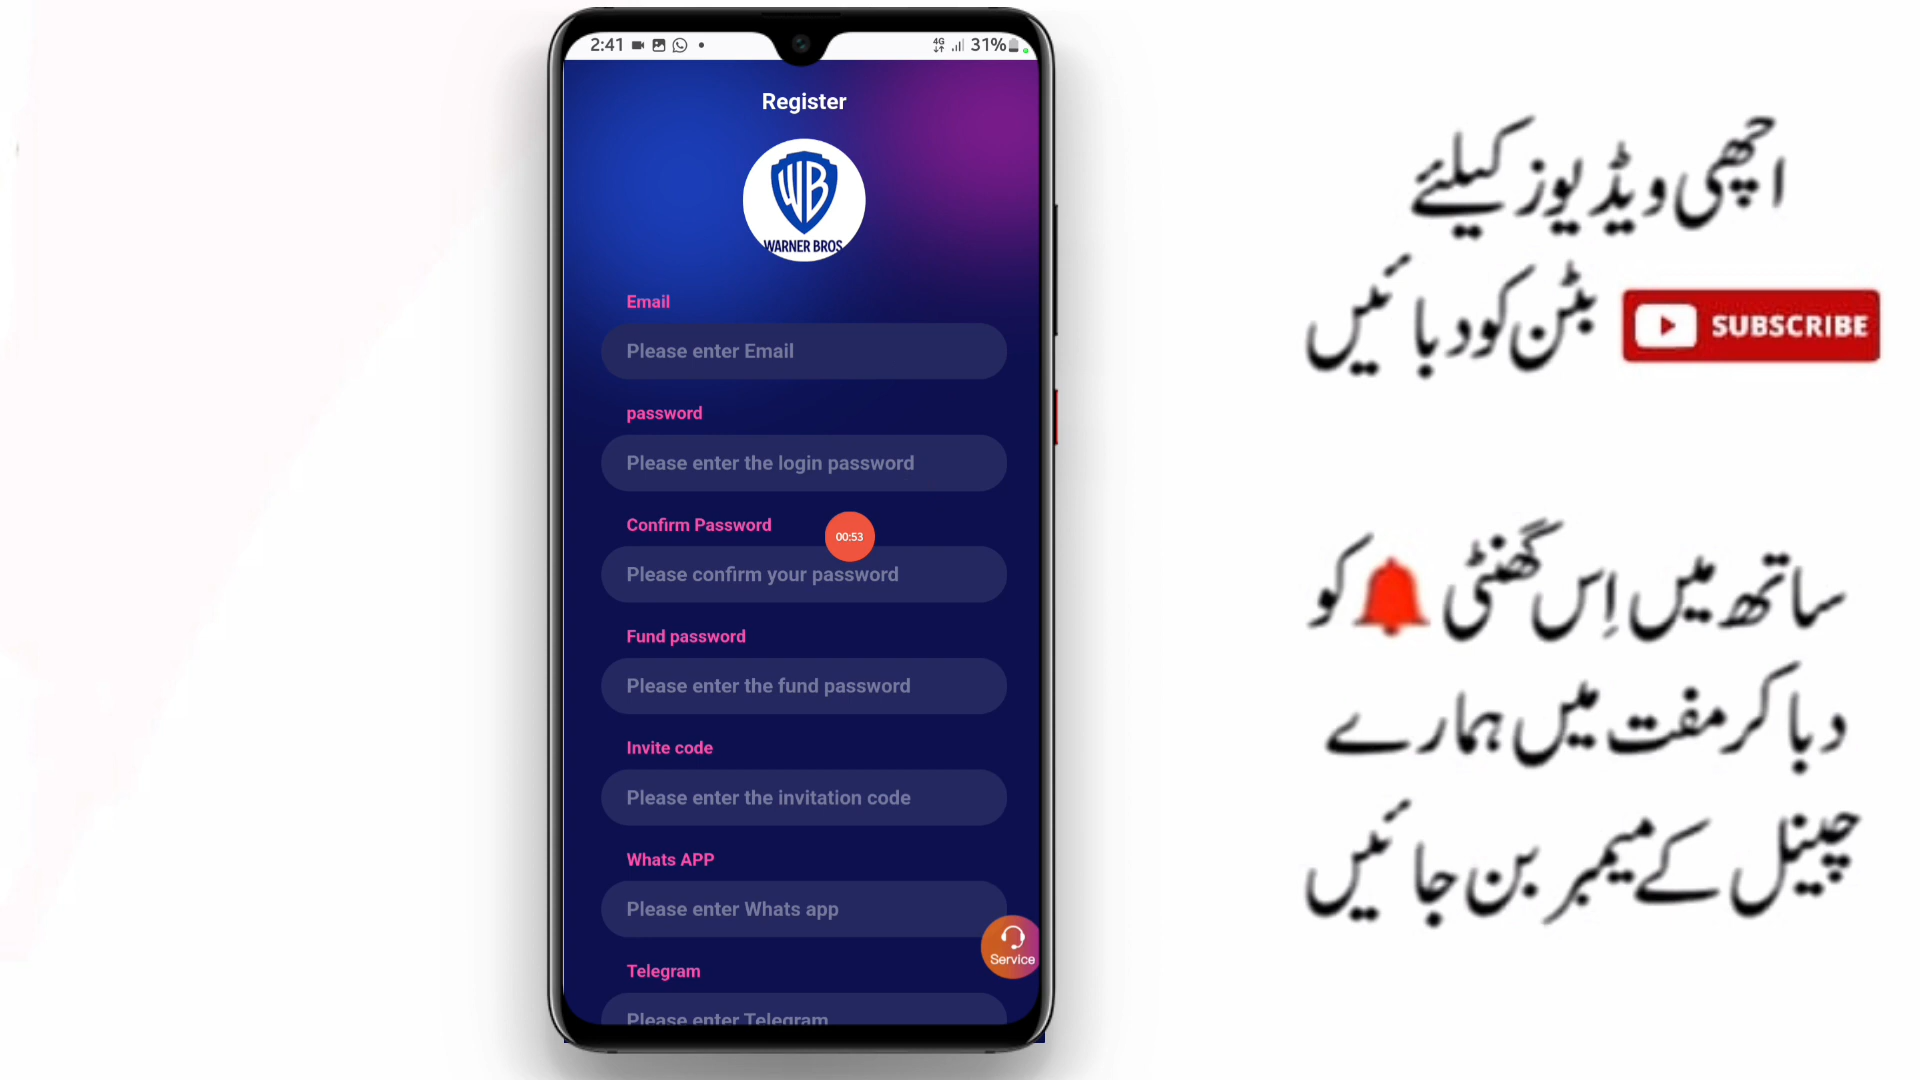 2:41
4G 31%
Register
WB
WARNER BROS
Email
Please enter Email
password
Please enter the login password
Confirm Password
00:53
Please confirm your password
Fund password
Please enter the fund password
Invite code
Please enter the invitation code
Whats APP
Please enter Whats app
Service
Telegram
Please enter Telegram
اچھی ویڈیوز کیلئے
SUBSCRIBE بٹن کو دبائیں
ساتھ میں اِس گھنٹی کو
دبا کر مفت میں ہمارے
چینل کے میمبر بن جائیں